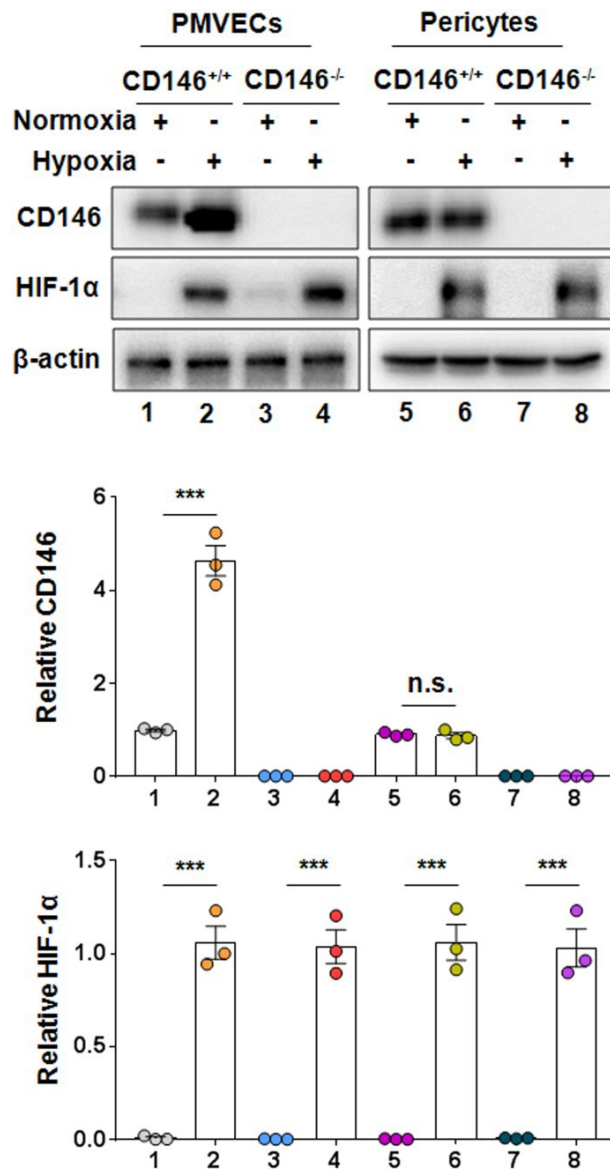 PMVECs Pericytes
CD146+/+ CD146-/- CD146+/+ CD146-/-
Normoxia + - + - + - + -
Hypoxia - + - + - + - +
CD146
HIF-1α
β-actin
1 2 3 4 5 6 7 8
Relative CD146
6
4
2
0
***
n.s.
1 2 3 4 5 6 7 8
Relative HIF-1α
1.5
1.0
0.5
0.0
*** *** *** ***
1 2 3 4 5 6 7 8